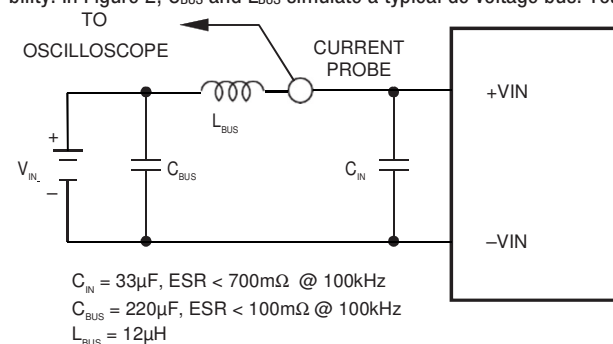 bility. In Figure 2, CBUS and LBUS simulate a typical dc voltage bus.
TO
OSCILLOSCOPE
CURRENT
PROBE
+VIN
LBUS
+
VIN
–
CBUS
CIN
–VIN
CIN = 33µF, ESR < 700mΩ @ 100kHz
CBUS = 220µF, ESR < 100mΩ @ 100kHz
LBUS = 12µH